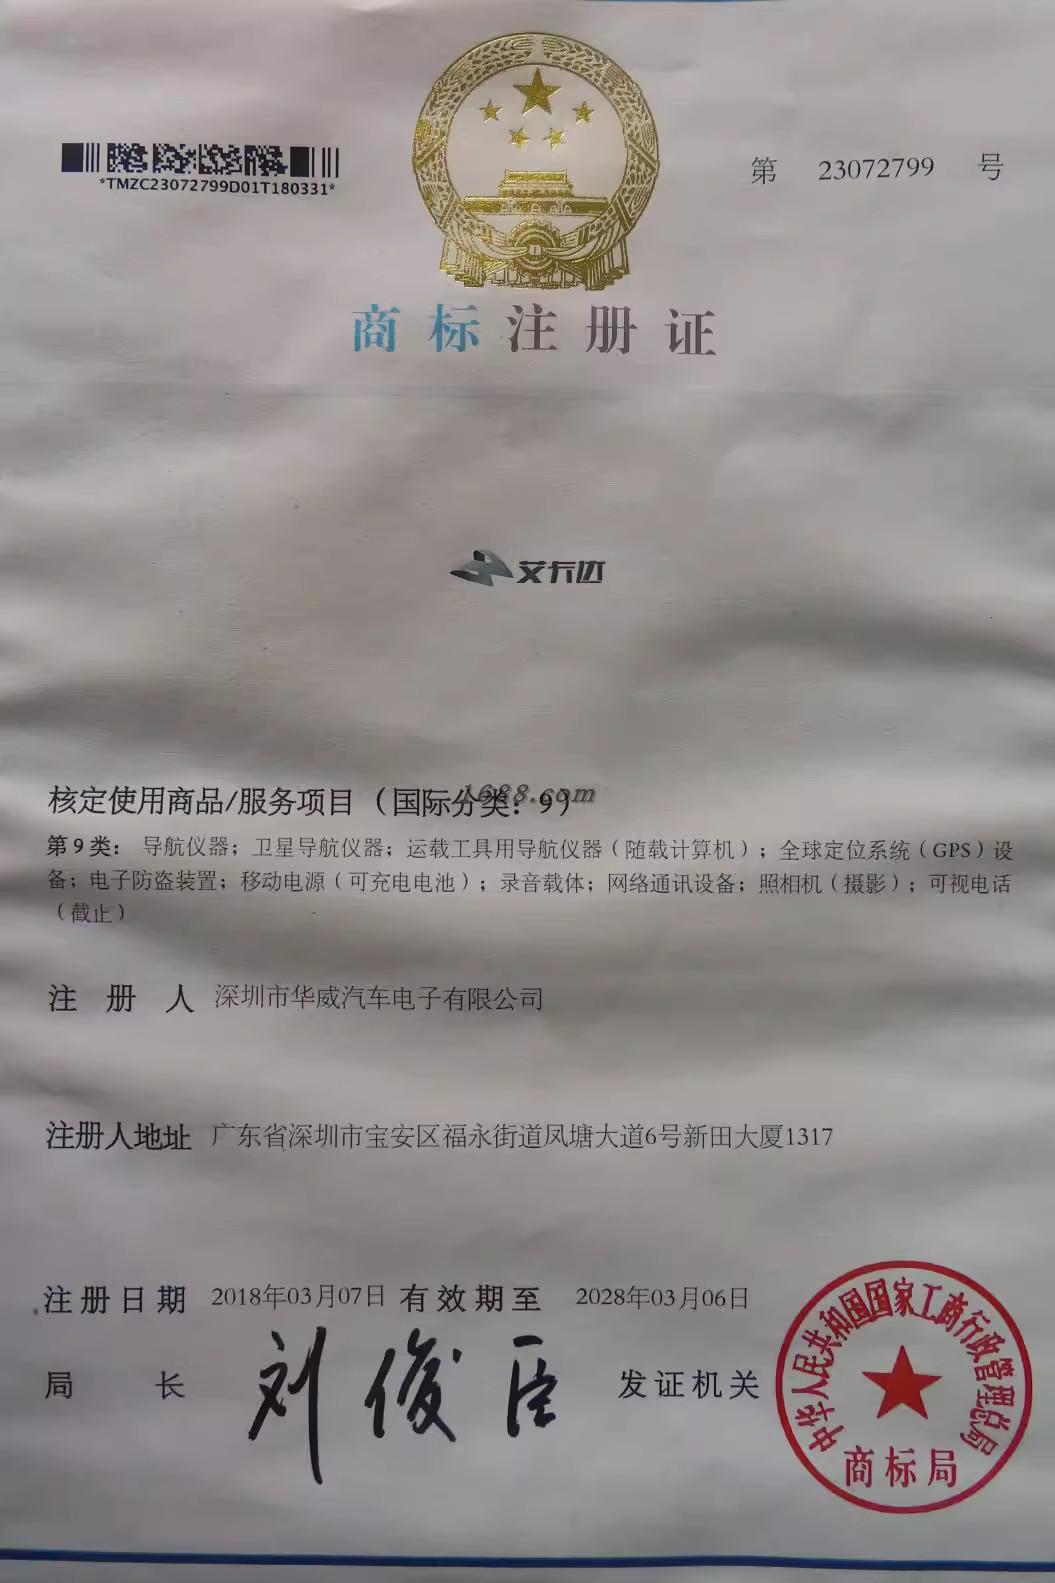 *TMZC23072799D01T180331*
第 23072799 号
商标注册证
艾卡达
核定使用商品/服务项目（国际分类：9）
1688.com
第9类：导航仪器；卫星导航仪器；运载工具用导航仪器（随载计算机）；全球定位系统（GPS）设
备；电子防盗装置；移动电源（可充电电池）；录音载体；网络通讯设备；照相机（摄影）；可视电话
（截止）
注册人 深圳市华威汽车电子有限公司
注册人地址 广东省深圳市宝安区福永街道凤塘大道6号新田大厦1317
注册日期 2018年03月07日 有效期至 2028年03月06日
局长 刘俊臣 发证机关
中华人民共和国国家工商行政管理总局
商标局